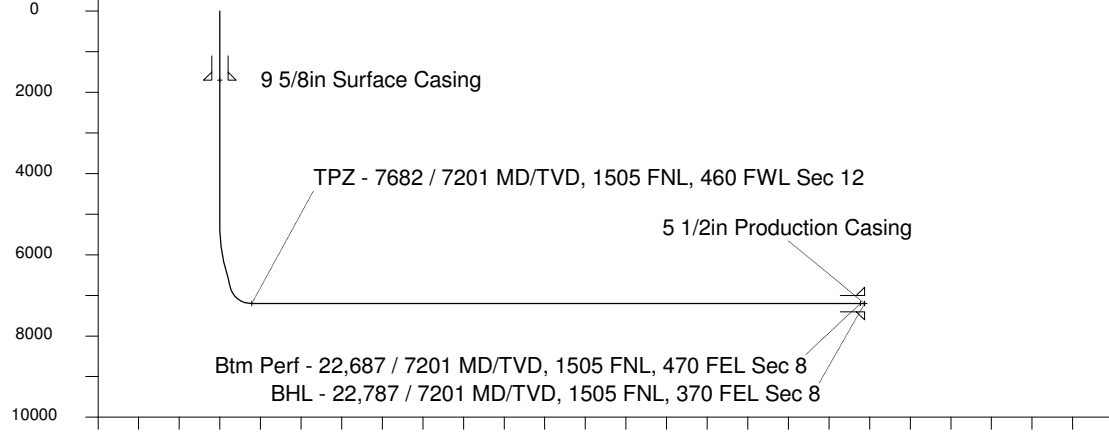 0
2000
9 5/8in Surface Casing
4000
TPZ - 7682 / 7201 MD/TVD, 1505 FNL, 460 FWL Sec 12
5 1/2in Production Casing
6000
8000
Btm Perf - 22,687 / 7201 MD/TVD, 1505 FNL, 470 FEL Sec 8
BHL - 22,787 / 7201 MD/TVD, 1505 FNL, 370 FEL Sec 8
10000